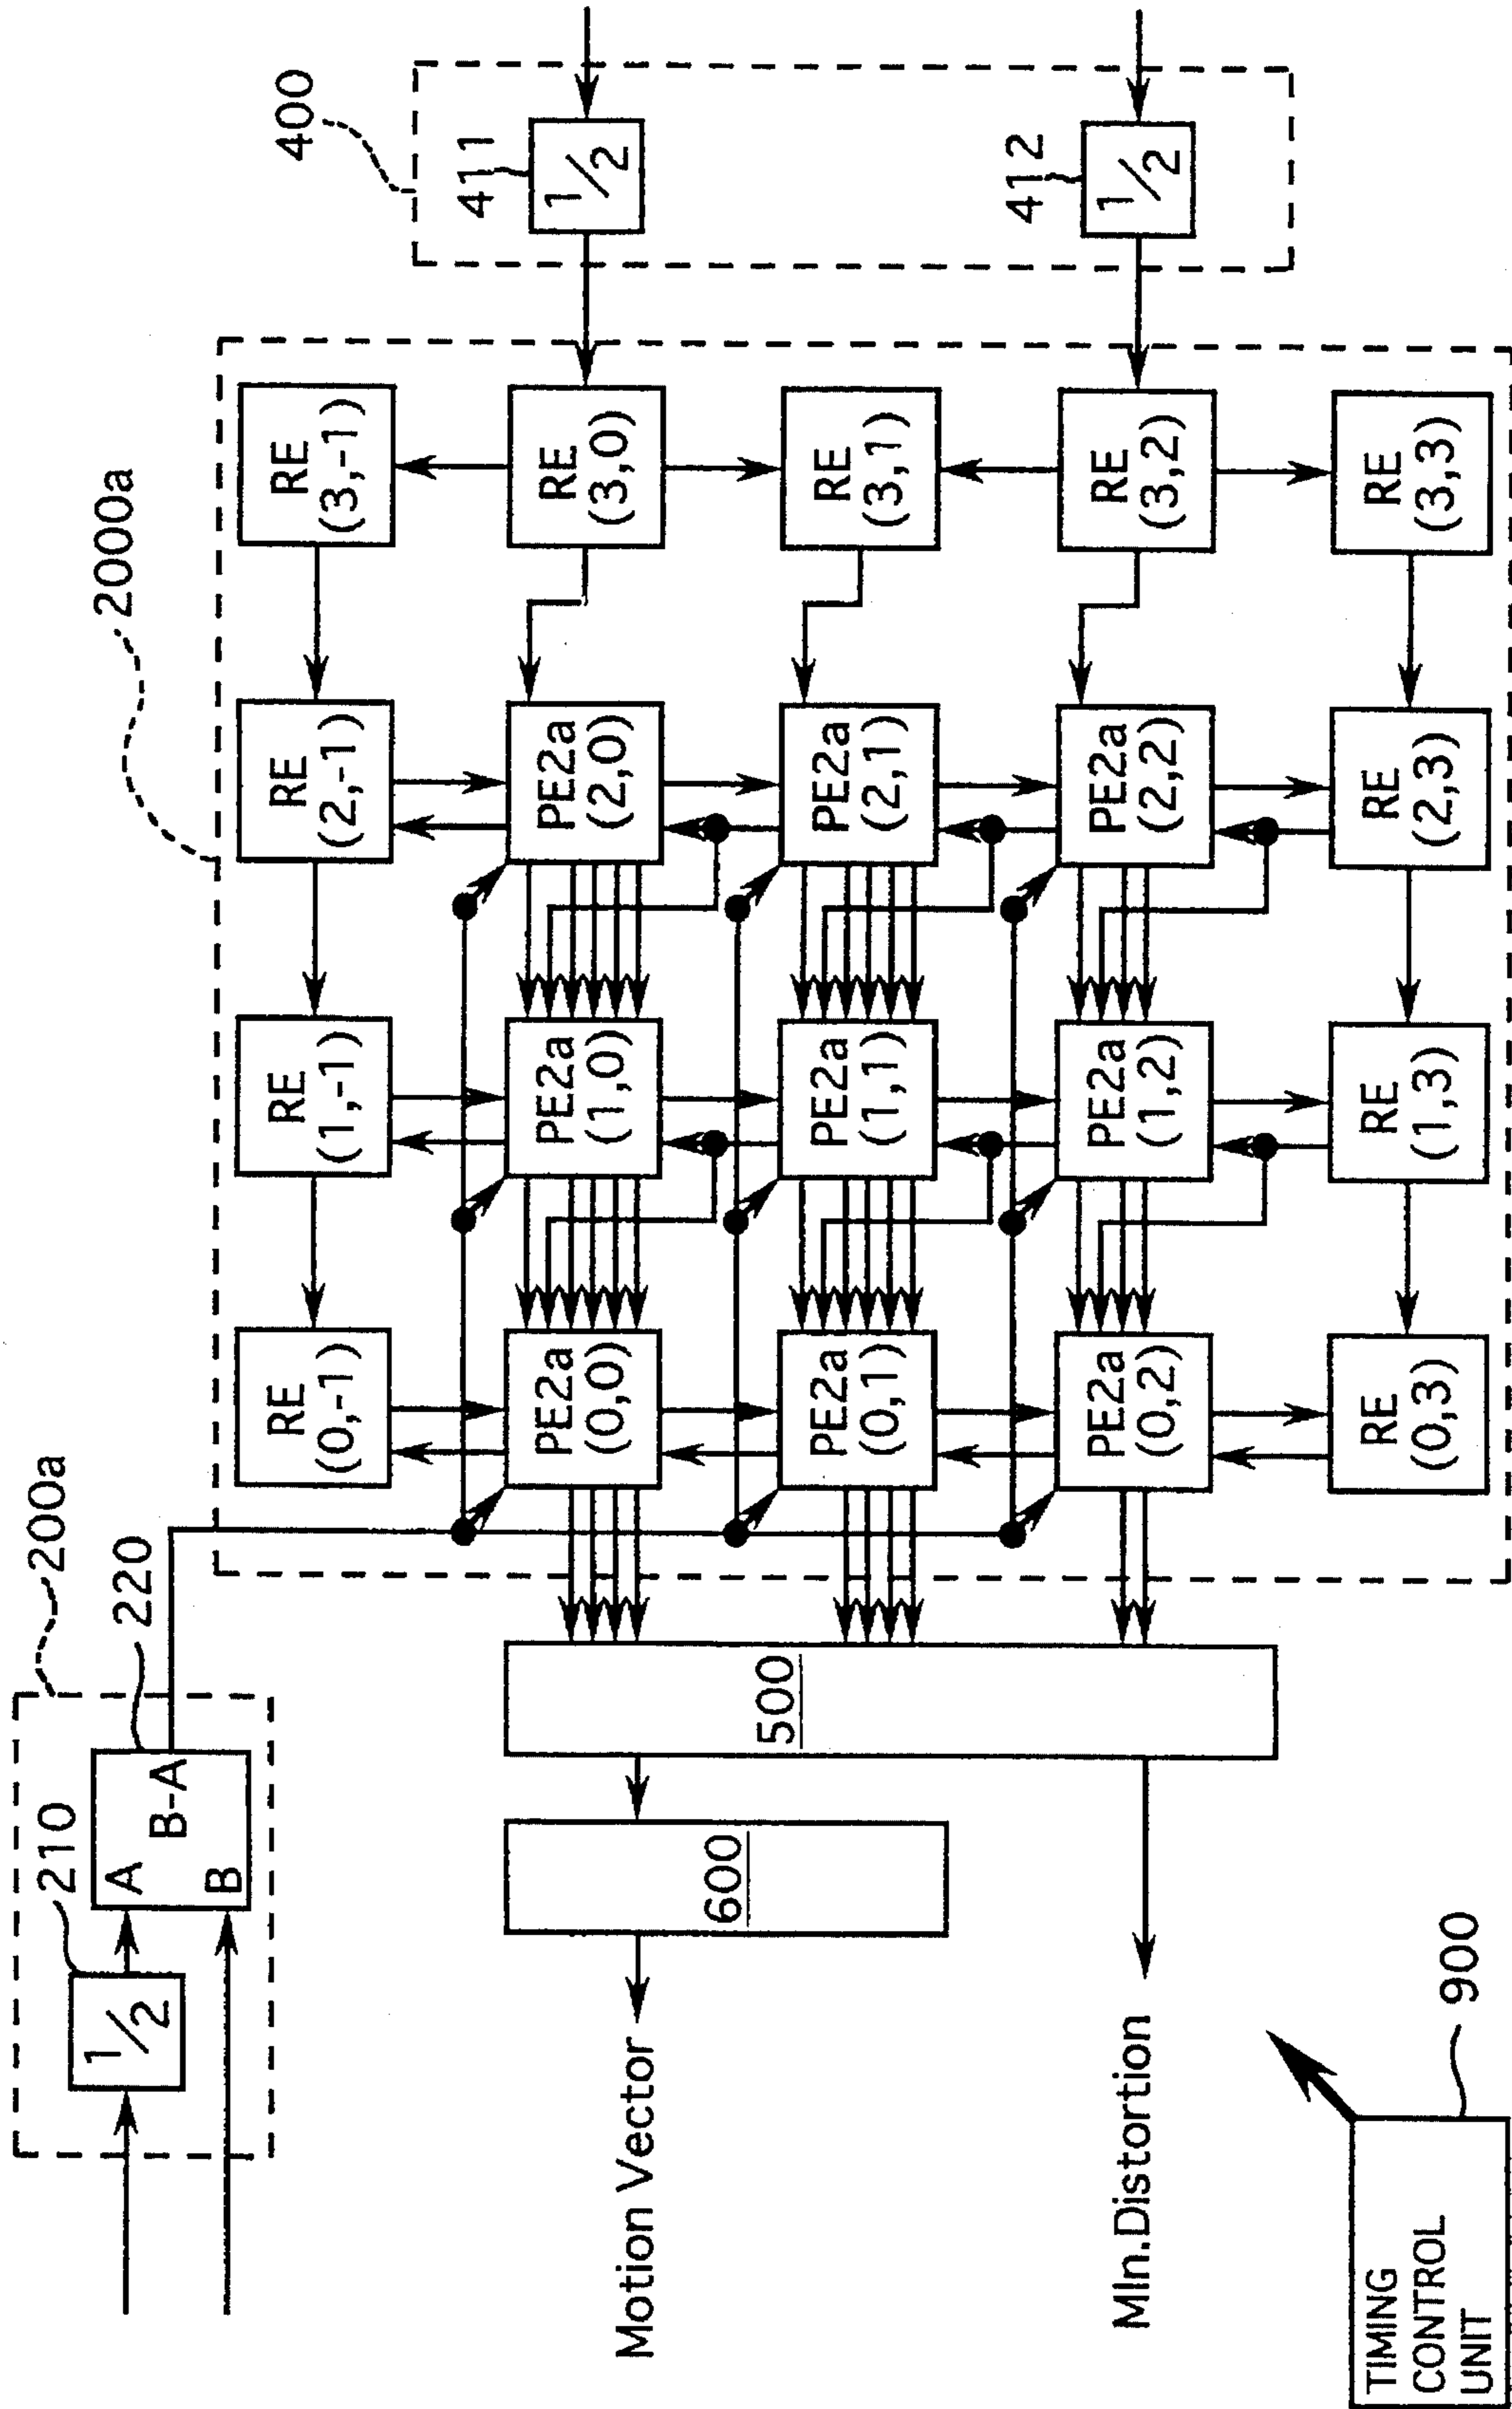 200a
210
220
1/2
A
B-A
B
2000a
400
RE
(0,-1)
RE
(1,-1)
RE
(2,-1)
RE
(3,-1)
411
1/2
PE2a
(0,0)
PE2a
(1,0)
PE2a
(2,0)
RE
(3,0)
Motion Vector
600
500
PE2a
(0,1)
PE2a
(1,1)
PE2a
(2,1)
RE
(3,1)
412
1/2
MIn.Distortion
PE2a
(0,2)
PE2a
(1,2)
PE2a
(2,2)
RE
(3,2)
TIMING
CONTROL
UNIT
900
RE
(0,3)
RE
(1,3)
RE
(2,3)
RE
(3,3)